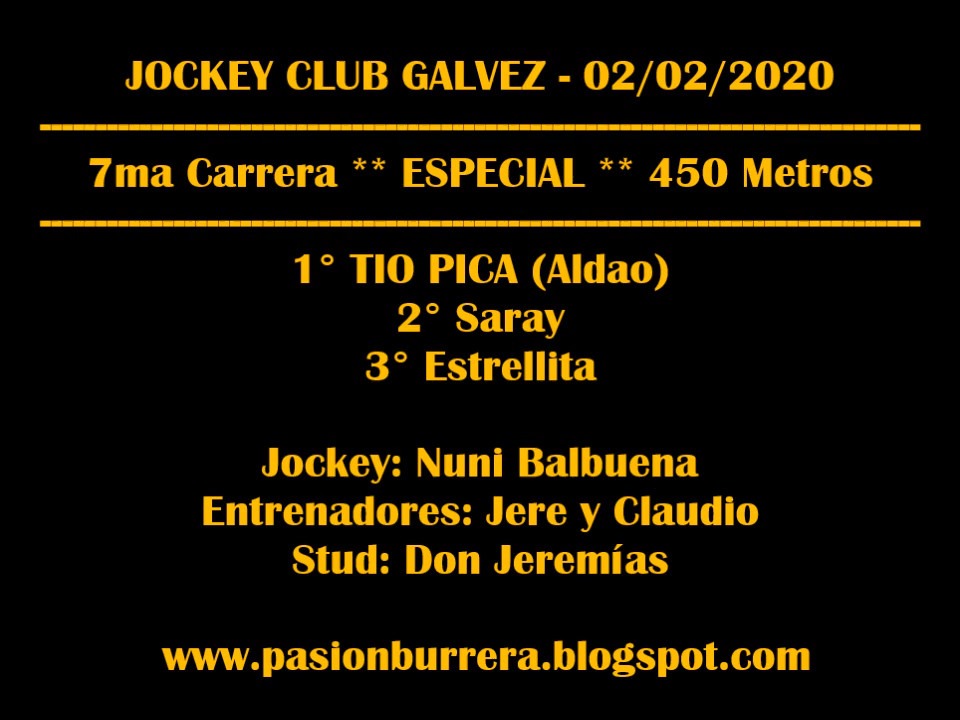 JOCKEY CLUB GALVEZ - 02/02/2020
--------------------------------------------------------------------------------
7ma Carrera ** ESPECIAL ** 450 Metros
--------------------------------------------------------------------------------
1° TIO PICA (Aldao)
2° Saray
3° Estrellita
Jockey: Nuni Balbuena
Entrenadores: Jere y Claudio
Stud: Don Jeremías
www.pasionburrera.blogspot.com